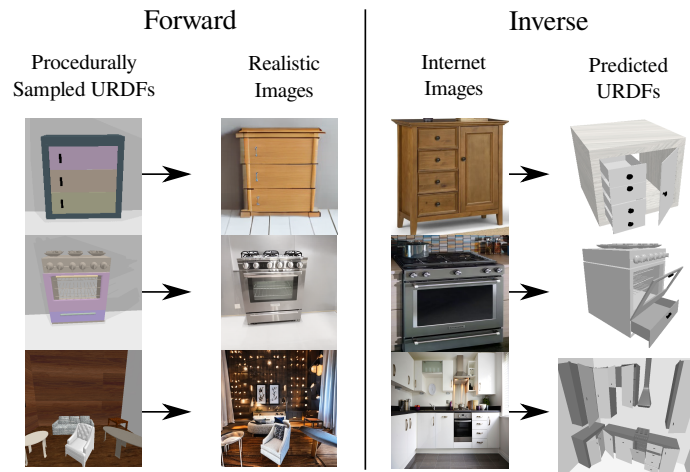 Forward
Inverse
Procedurally
Sampled URDFs
Realistic
Images
Internet
Images
Predicted
URDFs